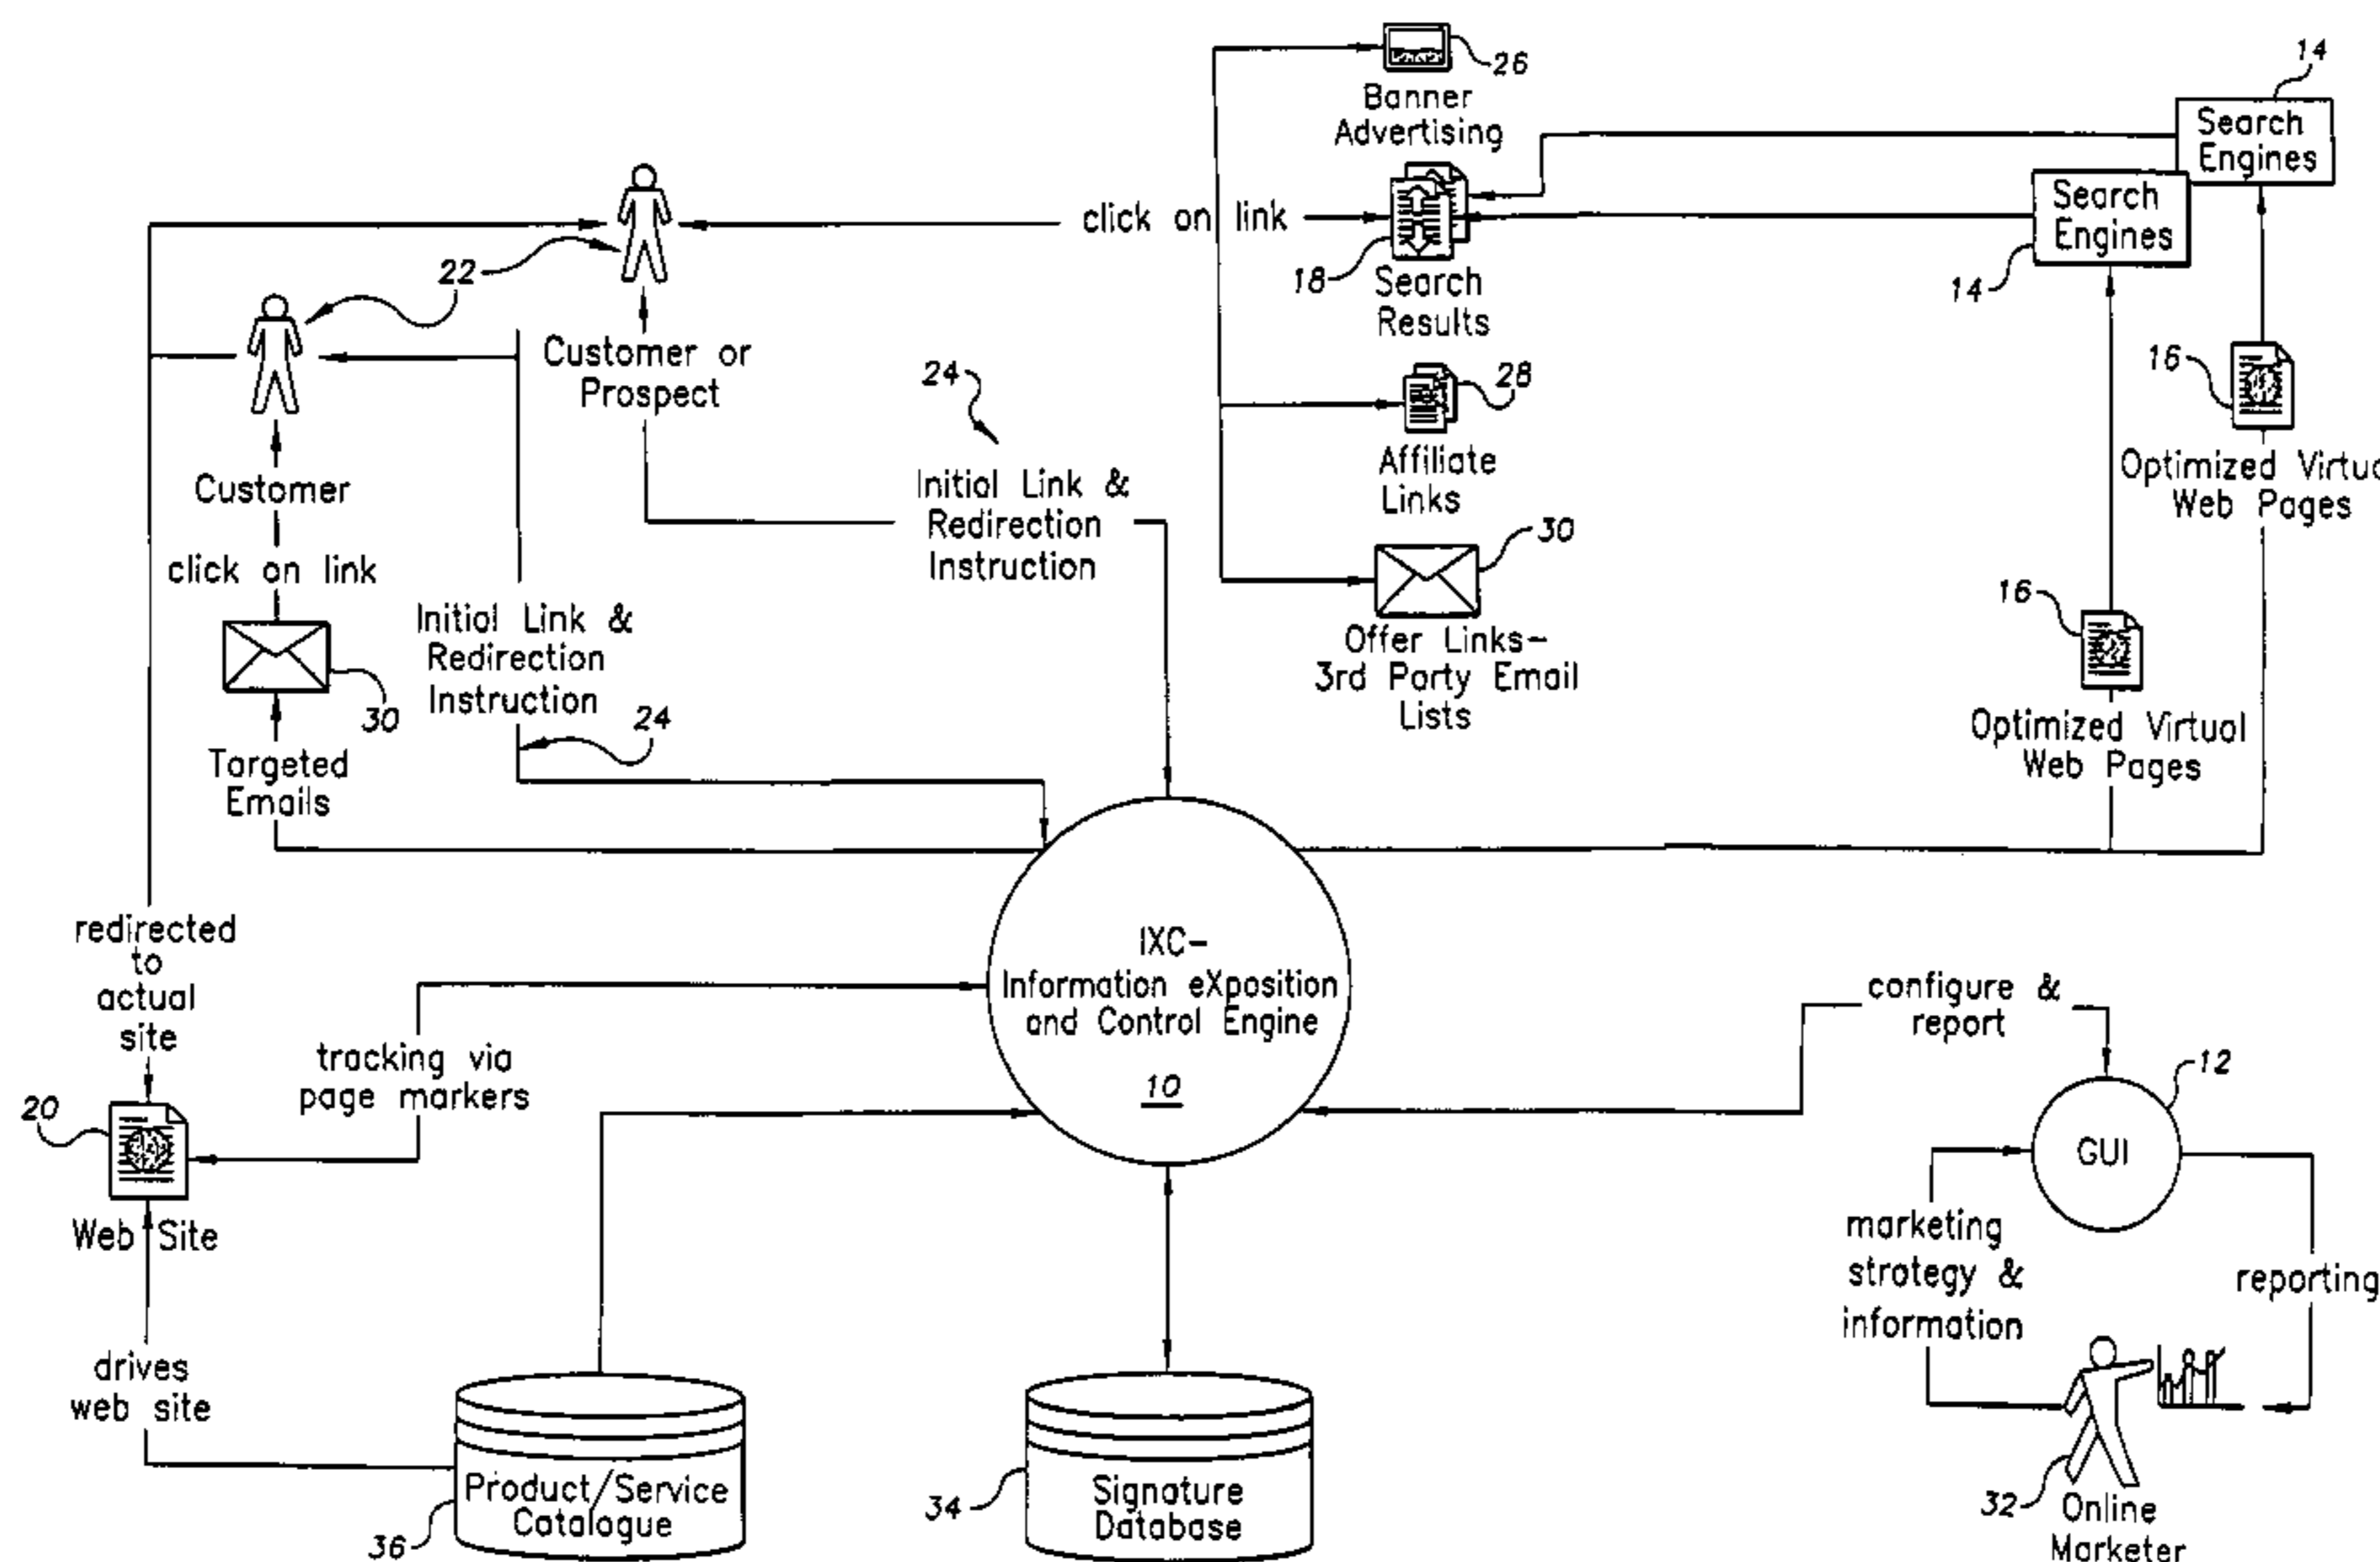 26
Banner
Advertising
14
Search
Engines
Search
Engines
14
click on link
18
Search
Results
22
Customer or
Prospect
24
28
Affiliate
Links
16
Optimized Virtu
Web Pages
Customer
click on link
Initial Link &
Redirection
Instruction
30
Offer Links-
3rd Party Email
Lists
16
Optimized Virtual
Web Pages
30
Targeted
Emails
Initial Link &
Redirection
Instruction
24
redirected
to
actual
site
IXC-
Information eXposition
and Control Engine
10
configure &
report
12
GUI
tracking via
page markers
20
Web Site
marketing
strategy &
information
reporting
drives
web site
Product/Service
Catalogue
36
34
Signature
Database
32
Online
Marketer